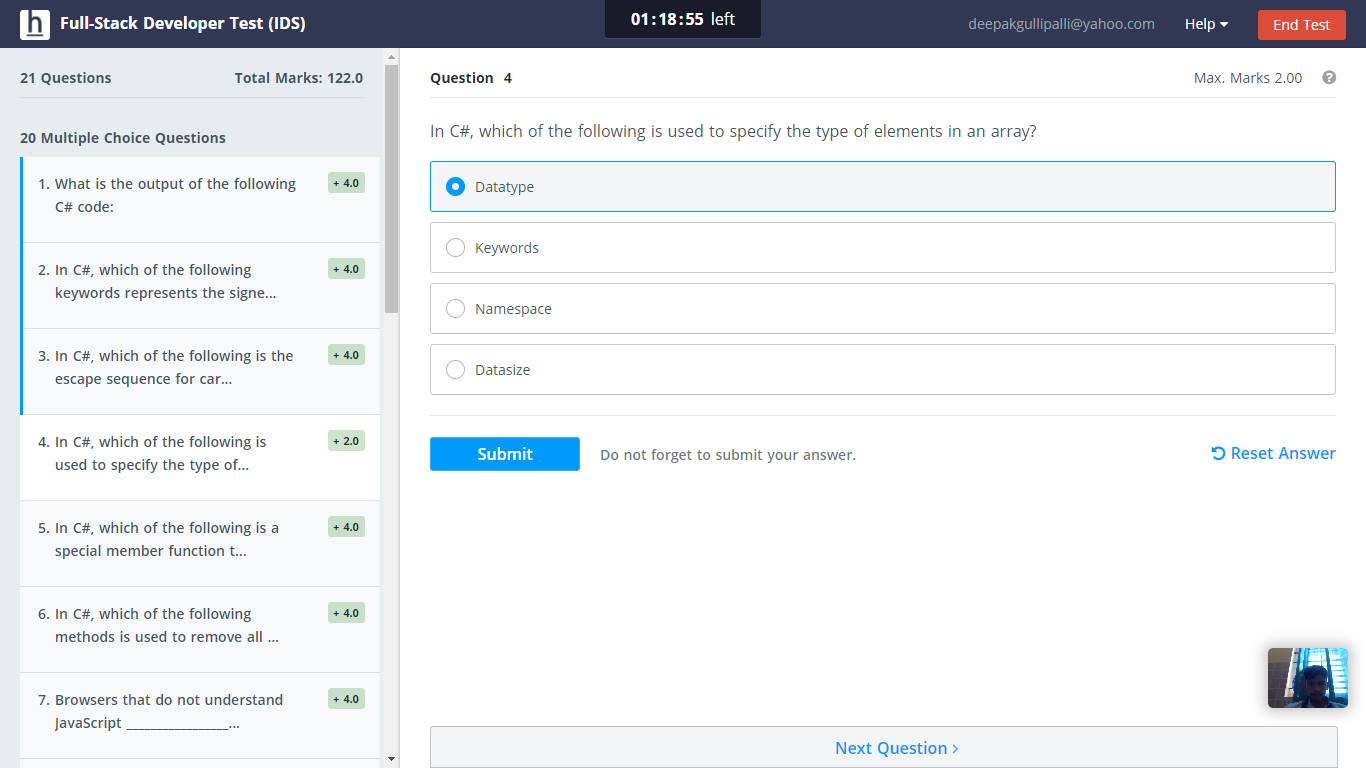 h Full-Stack Developer Test (IDS)
01:18:55 left
deepakgullipalli@yahoo.com
Help
End Test
21 Questions
Total Marks: 122.0
20 Multiple Choice Questions
1. What is the output of the following
C# code:
+ 4.0
2. In C#, which of the following
keywords represents the signe...
+ 4.0
3. In C#, which of the following is the
escape sequence for car...
+ 4.0
4. In C#, which of the following is
used to specify the type of...
+ 2.0
5. In C#, which of the following is a
special member function t...
+ 4.0
6. In C#, which of the following
methods is used to remove all ...
+ 4.0
7. Browsers that do not understand
JavaScript _________________...
+ 4.0
Question 4
Max. Marks 2.00 ?
In C#, which of the following is used to specify the type of elements in an array?
Datatype
Keywords
Namespace
Datasize
Submit
Do not forget to submit your answer.
Reset Answer
Next Question >